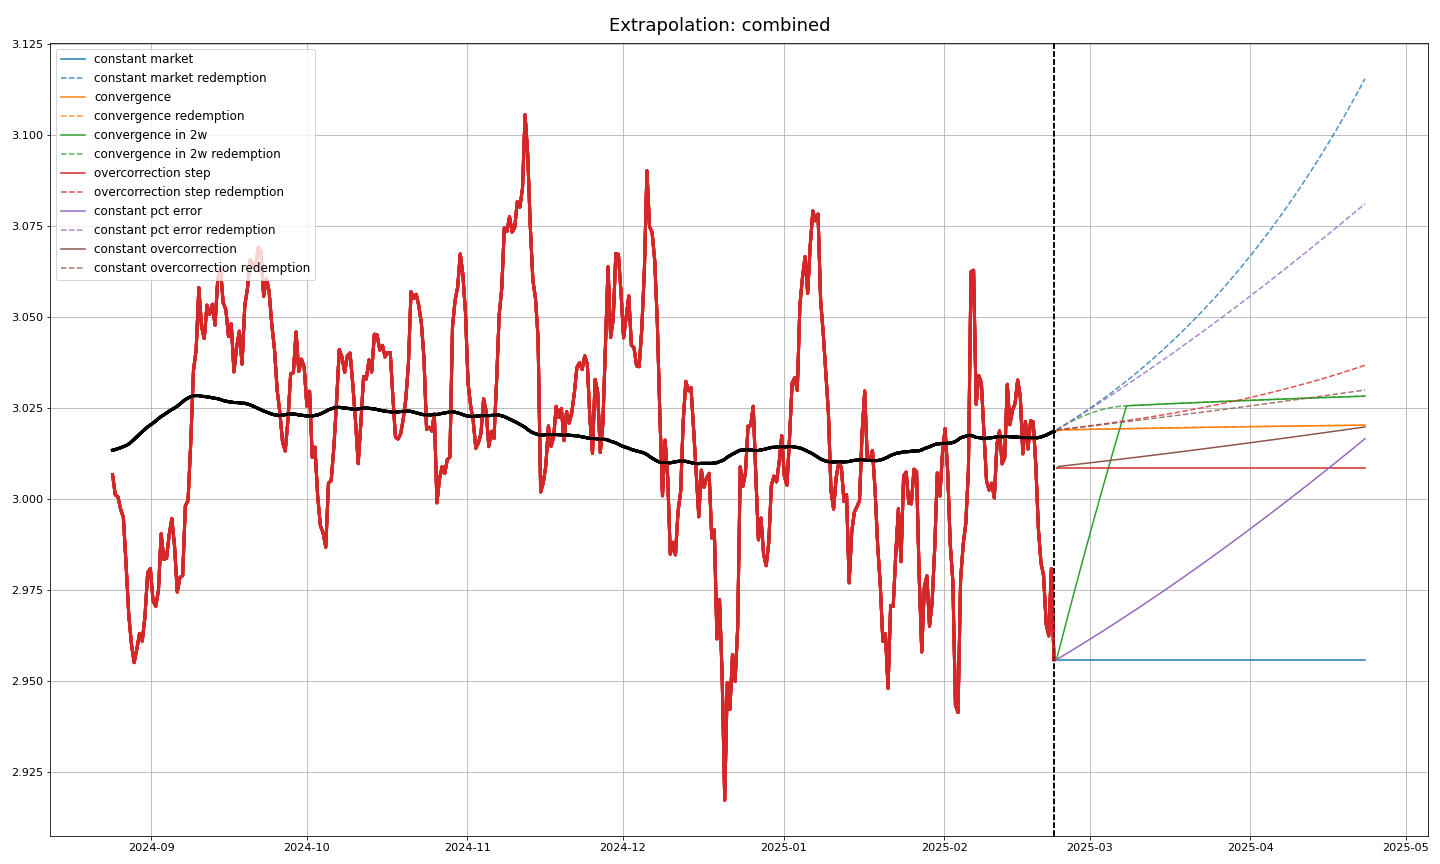 Extrapolation: combined
3.125
3.100
3.075
3.050
3.025
3.000
2.975
2.950
2.925
constant market
constant market redemption
convergence
convergence redemption
convergence in 2w
convergence in 2w redemption
overcorrection step
overcorrection step redemption
constant pct error
constant pct error redemption
constant overcorrection
constant overcorrection redemption
2024-09 2024-10 2024-11 2024-12 2025-01 2025-02 2025-03 2025-04 2025-05